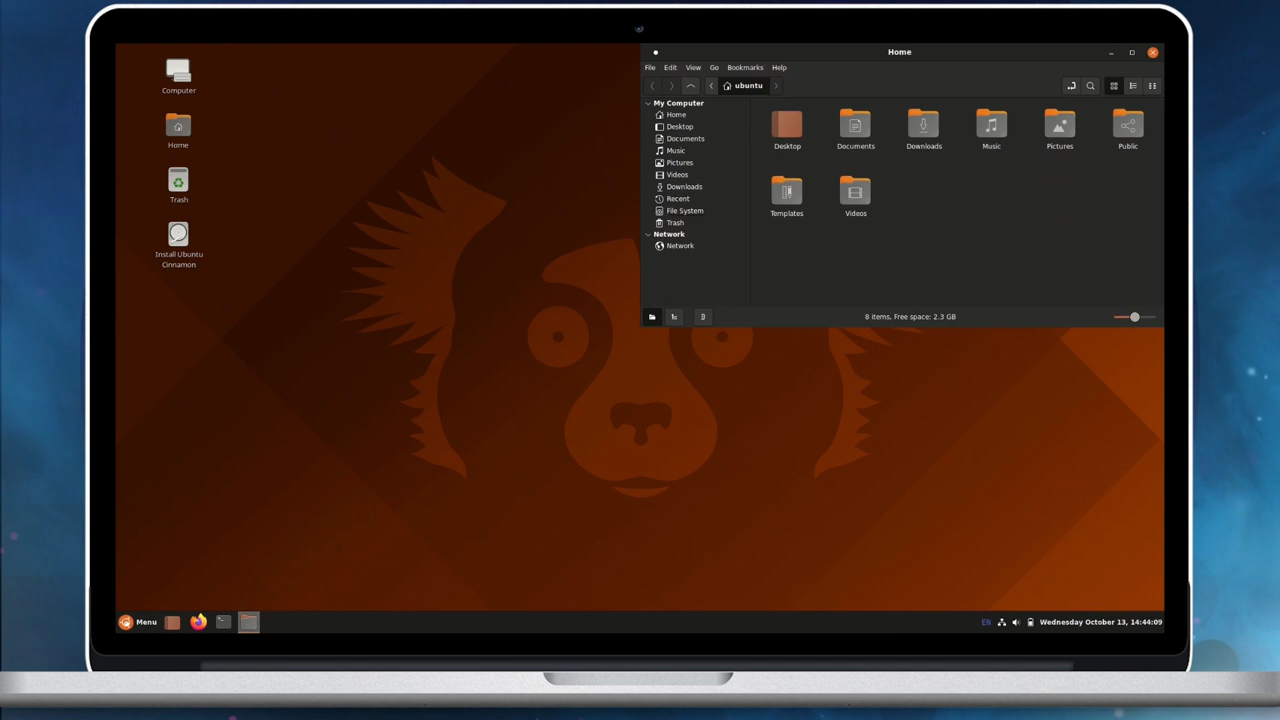 Computer
Home
Trash
Install Ubuntu
Cinnamon
Home
File Edit View Go Bookmarks Help
ubuntu
My Computer
Home
Desktop
Documents
Music
Pictures
Videos
Downloads
Recent
File System
Trash
Network
Network
Desktop Documents Downloads Music Pictures Public
Templates Videos
8 items, Free space: 2.3 GB
Menu
EN
Wednesday October 13, 14:44:09